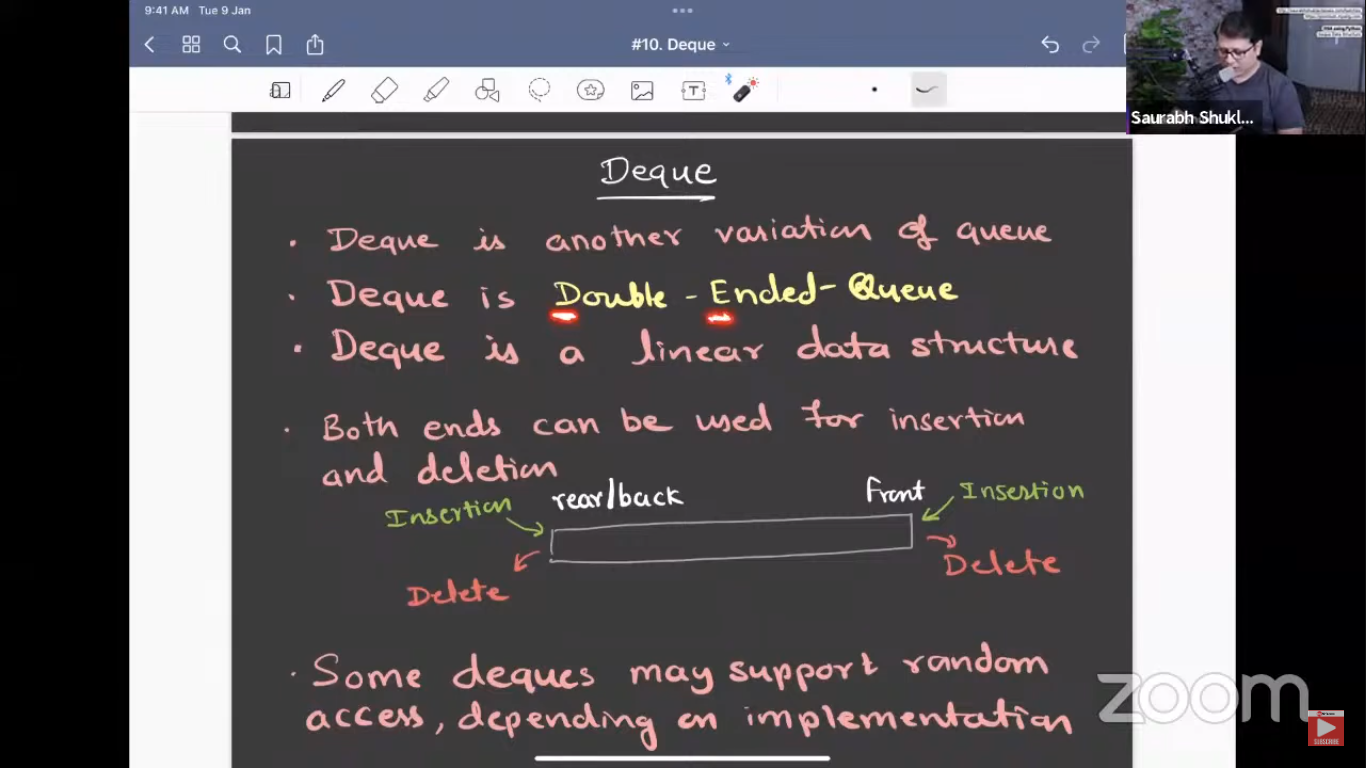 9:41 AM Tue 9 Jan
#10. Deque
Saurabh Shukl...
Deque
• Deque is another variation of queue
• Deque is Double - Ended - Queue
• Deque is a linear data structure
• Both ends can be used for insertion
and deletion
Insertion rear/back Front Insertion
Delete Delete
• Some deques may support random
access, depending on implementation
zoom
SUBSCRIBE